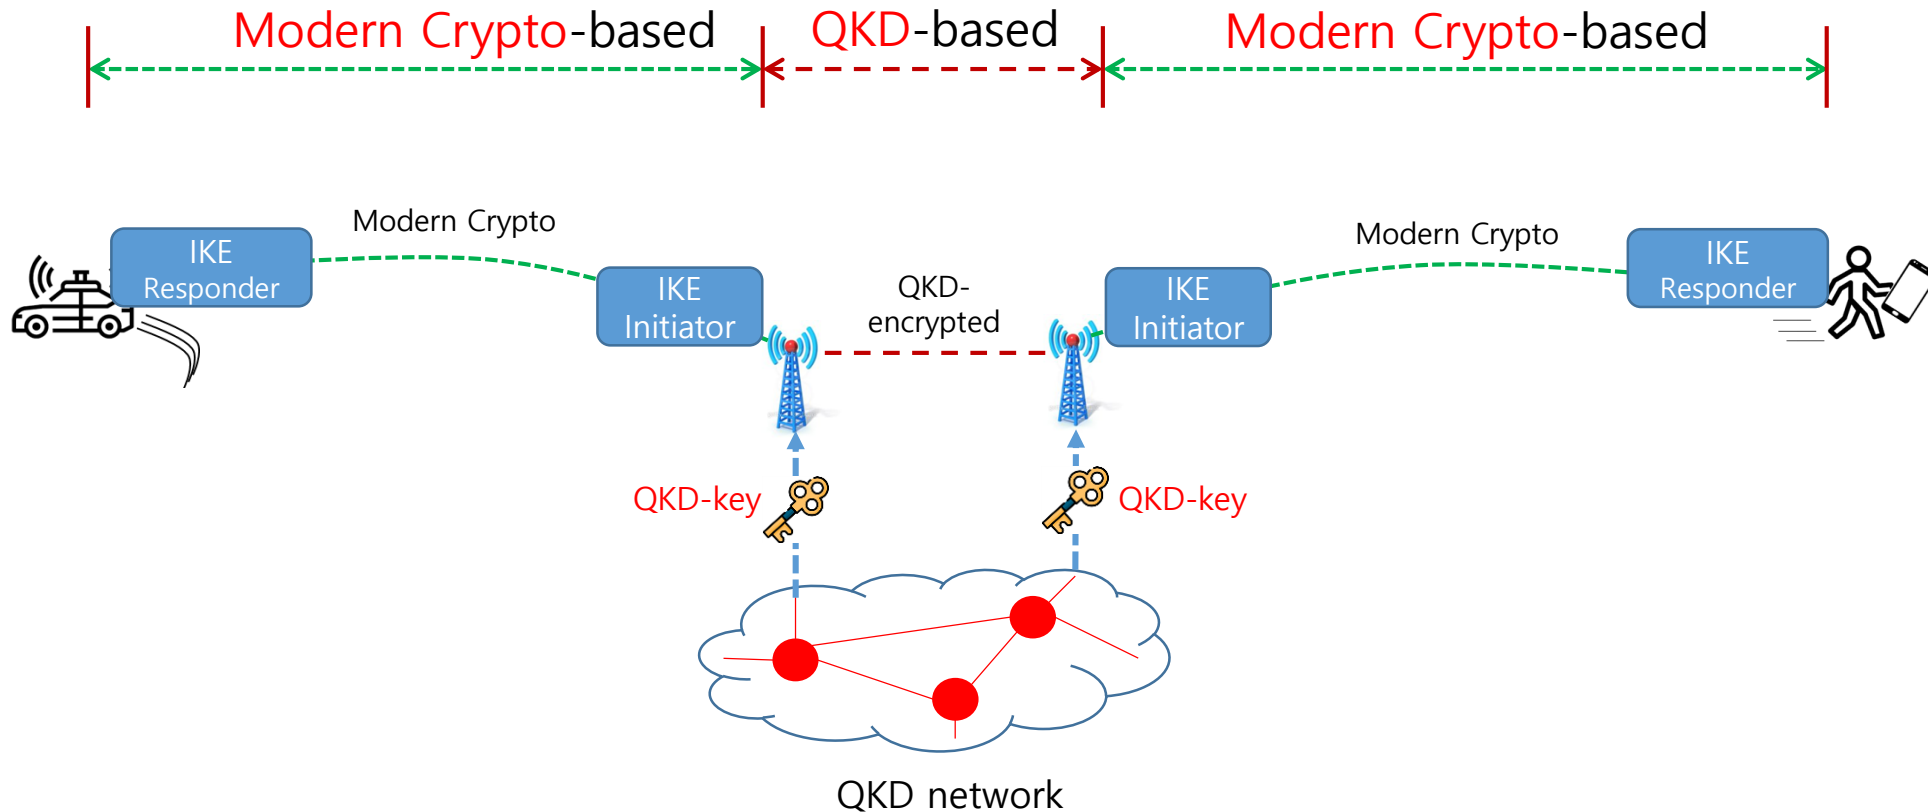 Modern Crypto-based
QKD-based
Modern Crypto-based
Modern Crypto
Modern Crypto
IKE
Responder
IKE
Initiator
QKD-
encrypted
IKE
Initiator
IKE
Responder
QKD-key
QKD-key
QKD network